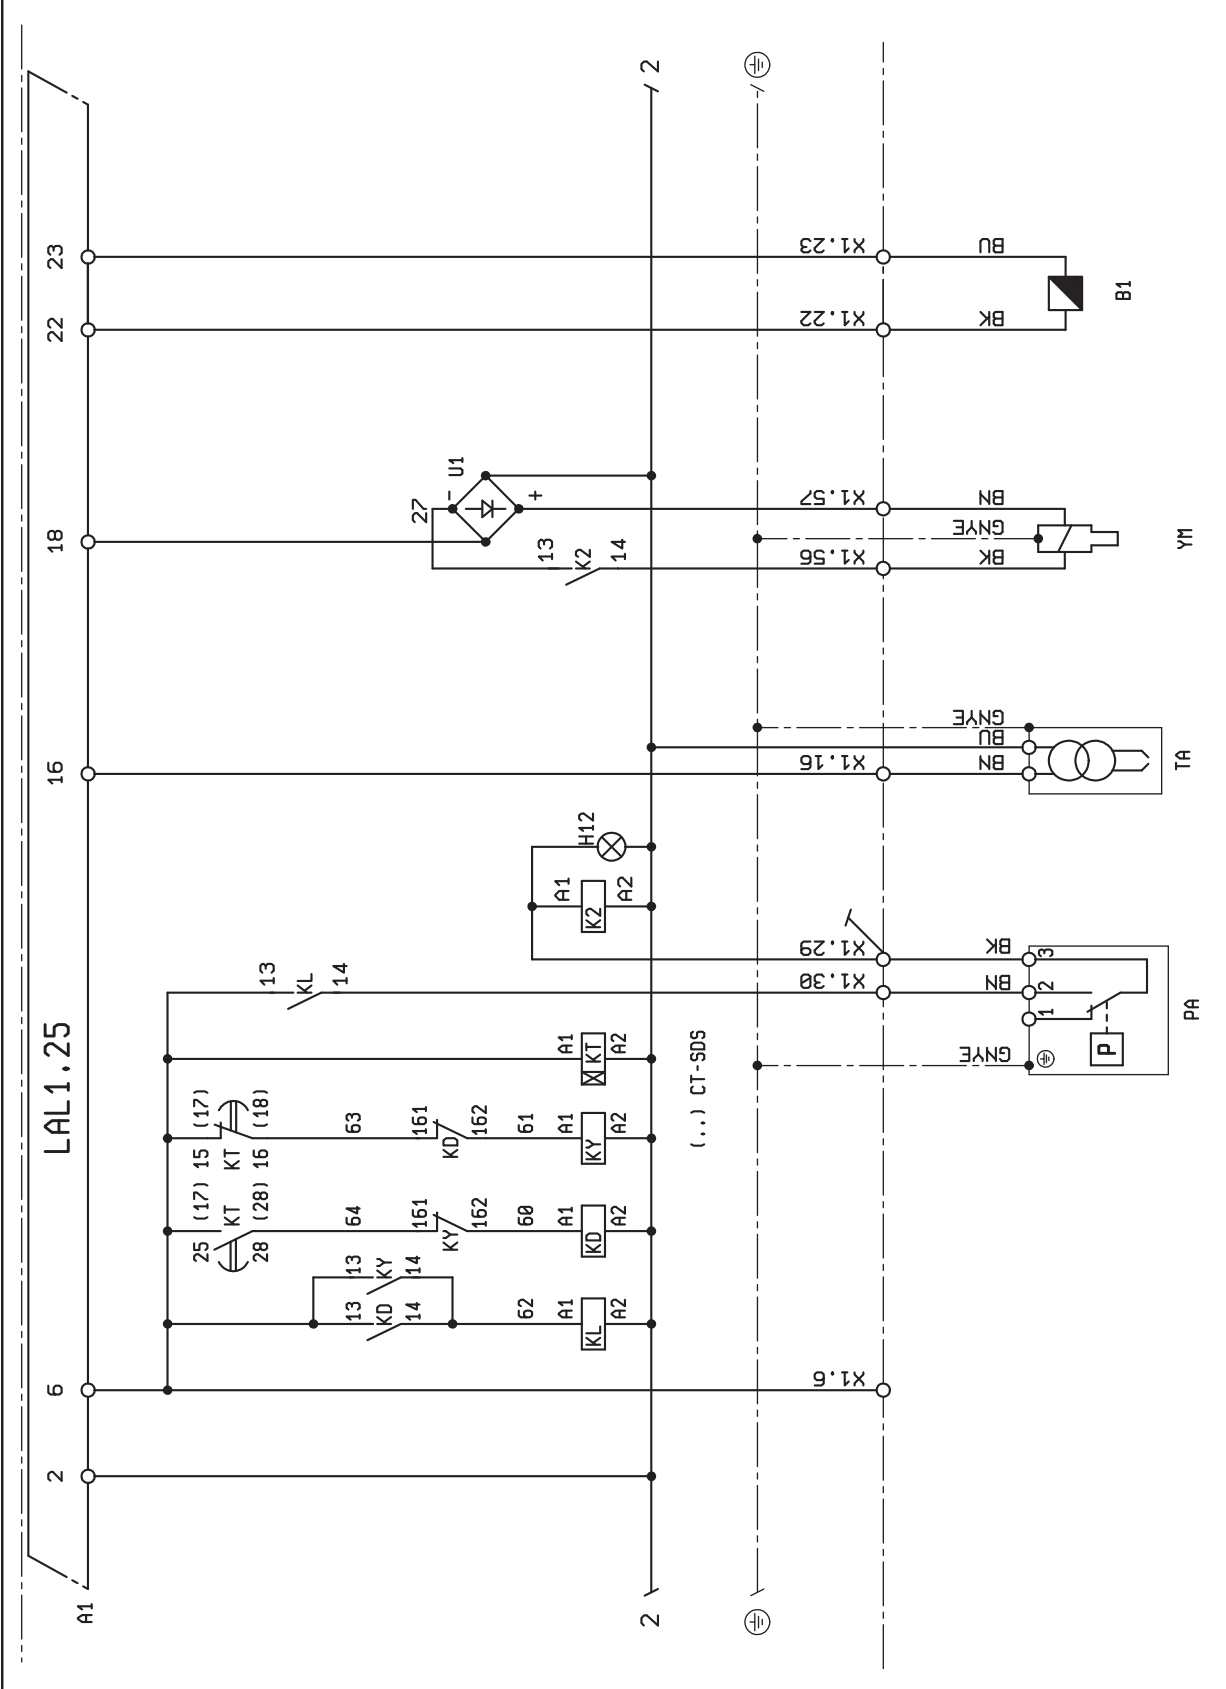 LAL1.25
2 6 16 18 22 23
A1
25 (17) 15 (17)
KT KT
28 (28) 16 (18) 13
KL
14
13 13 64 63
KD KY
14 14 161 161 27
KY KD U1
162 162 -
62 60 61 +
13
A1 A1 A1 A1 A1
KL KD KY KT K2 H12 K2
A2 A2 A2 A2 A2 14
2 2
(..) CT-SDS
X1.6 X1.30 X1.29 X1.16 X1.56 X1.57 X1.22 X1.23
GNYE BN BK BN BU GNYE BK GNYE BN BK BU
1 2 3
P
B1
PA TA YM